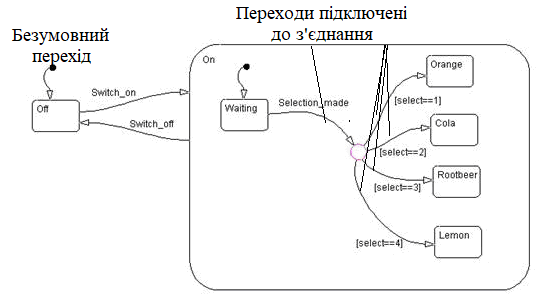 Безумовний
перехід
Переходи підключені
до з'єднання
On
Off
Switch_on
Switch_off
Waiting
Selection_made
Orange
[select==1]
Cola
[select==2]
Rootbeer
[select==3]
Lemon
[select==4]